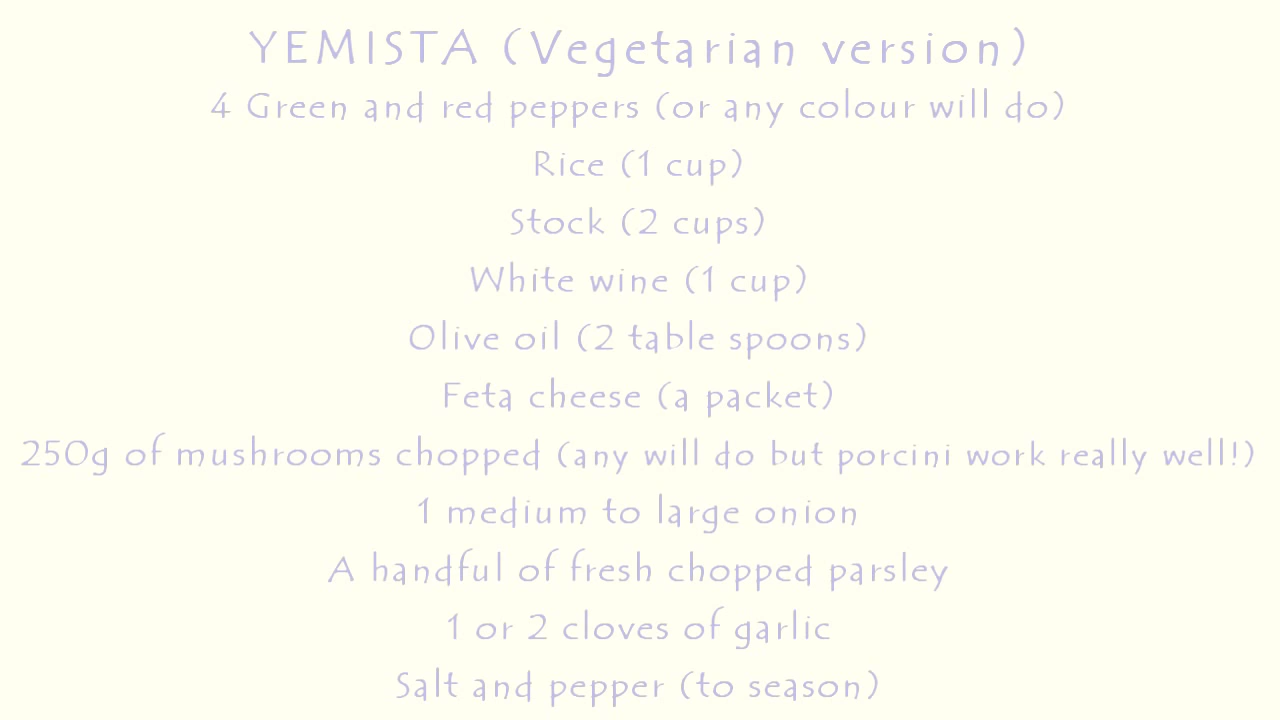 YEMISTA (Vegetarian version)
4 Green and red peppers (or any colour will do)
Rice (1 cup)
Stock (2 cups)
White wine (1 cup)
Olive oil (2 table spoons)
Feta cheese (a packet)
250g of mushrooms chopped (any will do but porcini work really well!)
1 medium to large onion
A handful of fresh chopped parsley
1 or 2 cloves of garlic
Salt and pepper (to season)